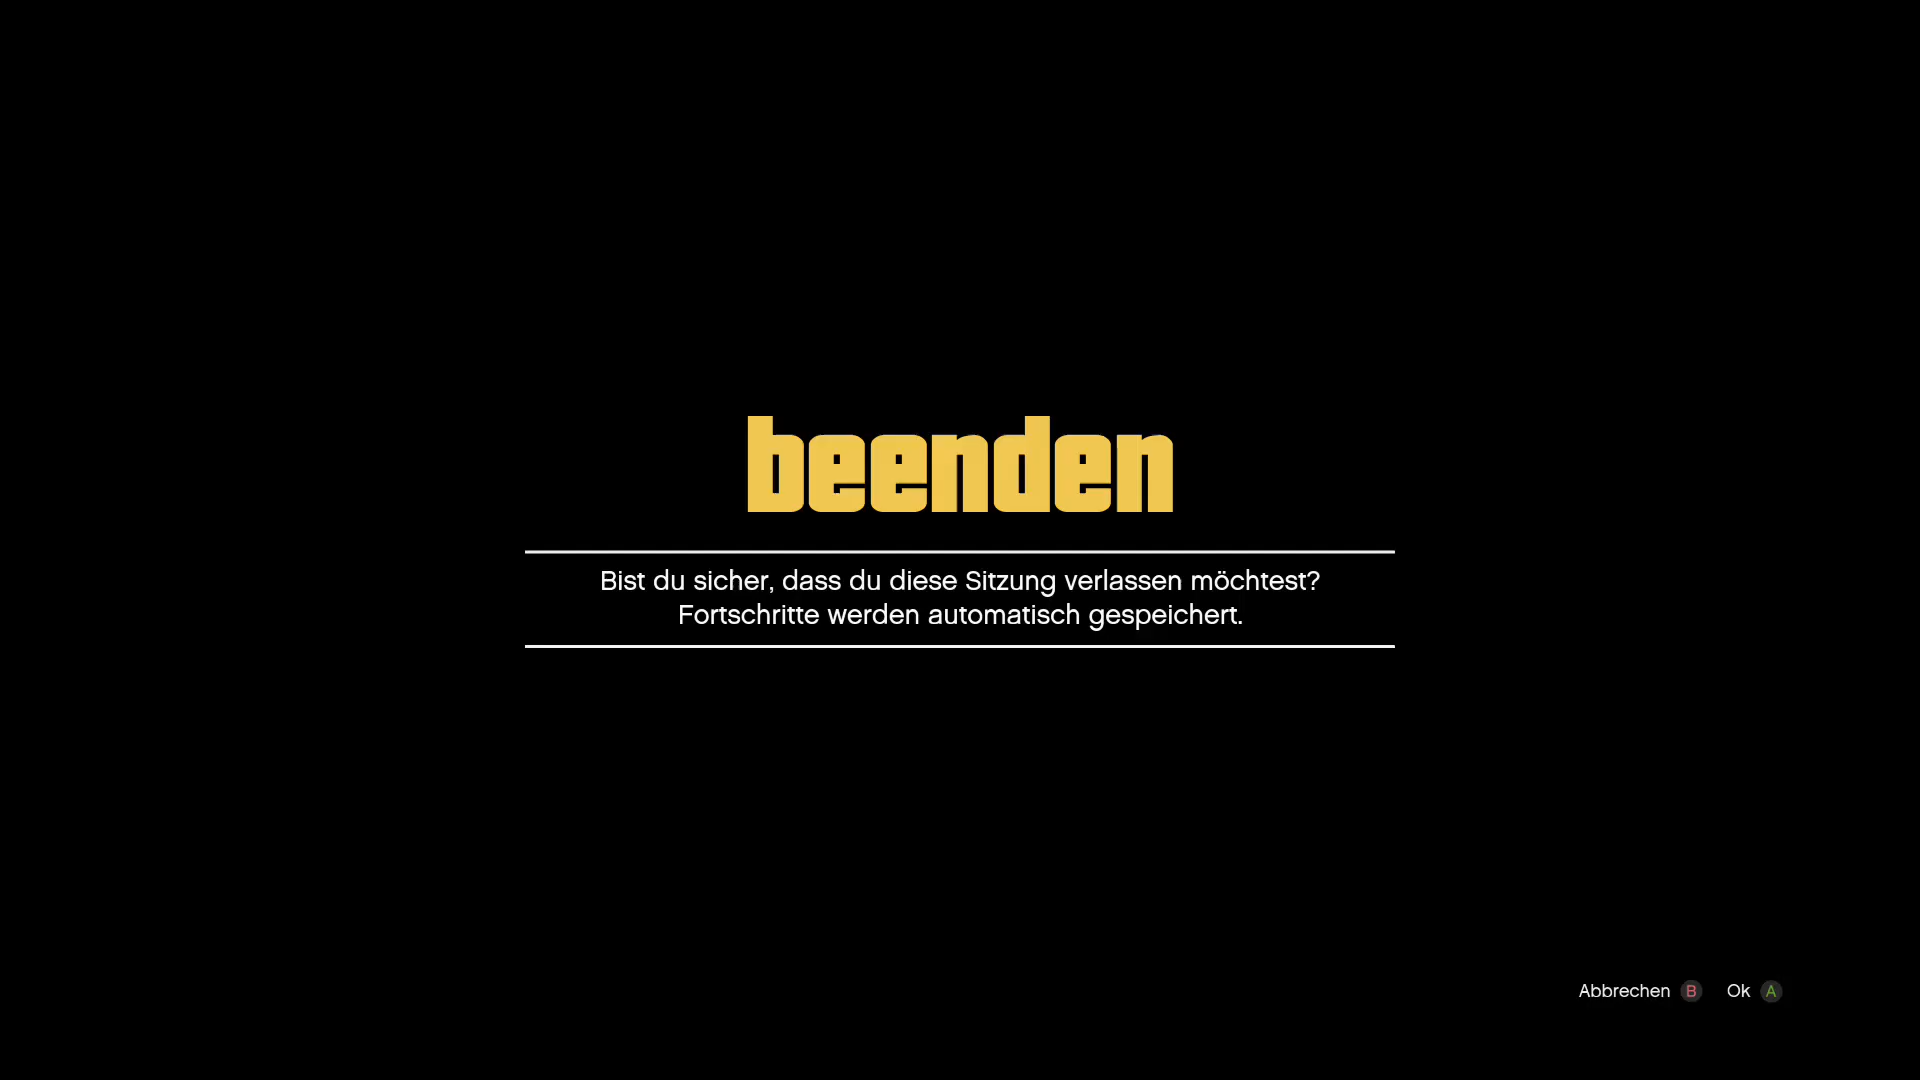 beenden
Bist du sicher, dass du diese Sitzung verlassen möchtest?
Fortschritte werden automatisch gespeichert.
Abbrechen B Ok A